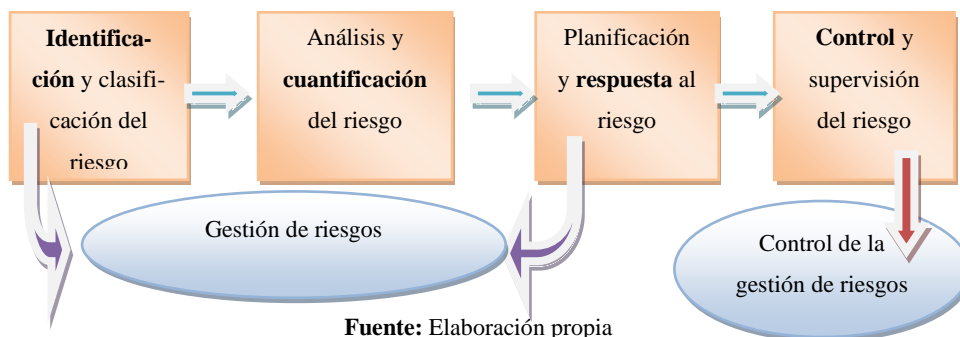 Identifica-
ción y clasifi-
cación del
riesgo
Análisis y
cuantificación
del riesgo
Planificación
y respuesta al
riesgo
Control y
supervisión
del riesgo
Gestión de riesgos
Control de la
gestión de riesgos
Fuente: Elaboración propia